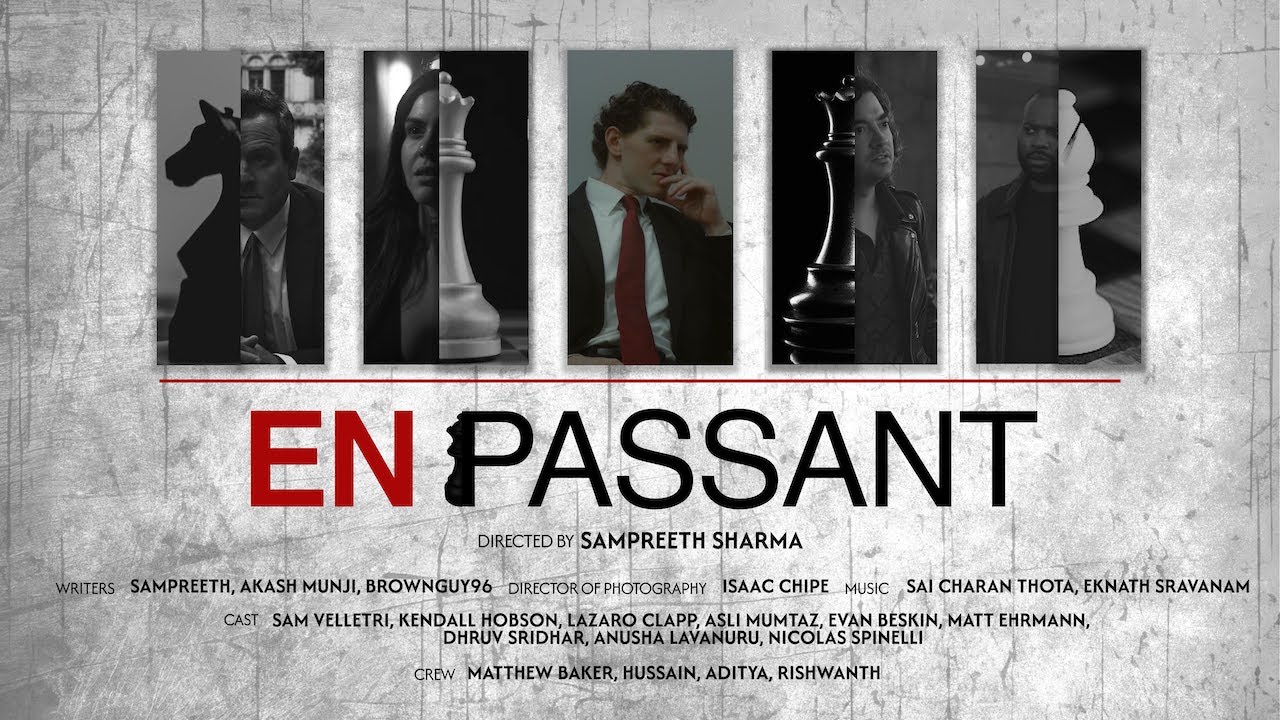 EN PASSANT
DIRECTED BY SAMPREETH SHARMA
WRITERS SAMPREETH, AKASH MUNJI, BROWNGUY96 DIRECTOR OF PHOTOGRAPHY ISAAC CHIPE MUSIC SAI CHARAN THOTA, EKNATH SRAVANAM
CAST SAM VELLETRI, KENDALL HOBSON, LAZARO CLAPP, ASLI MUMTAZ, EVAN BESKIN, MATT EHRMANN,
DHRUV SRIDHAR, ANUSHA LAVANURU, NICOLAS SPINELLI
CREW MATTHEW BAKER, HUSSAIN, ADITYA, RISHWANTH